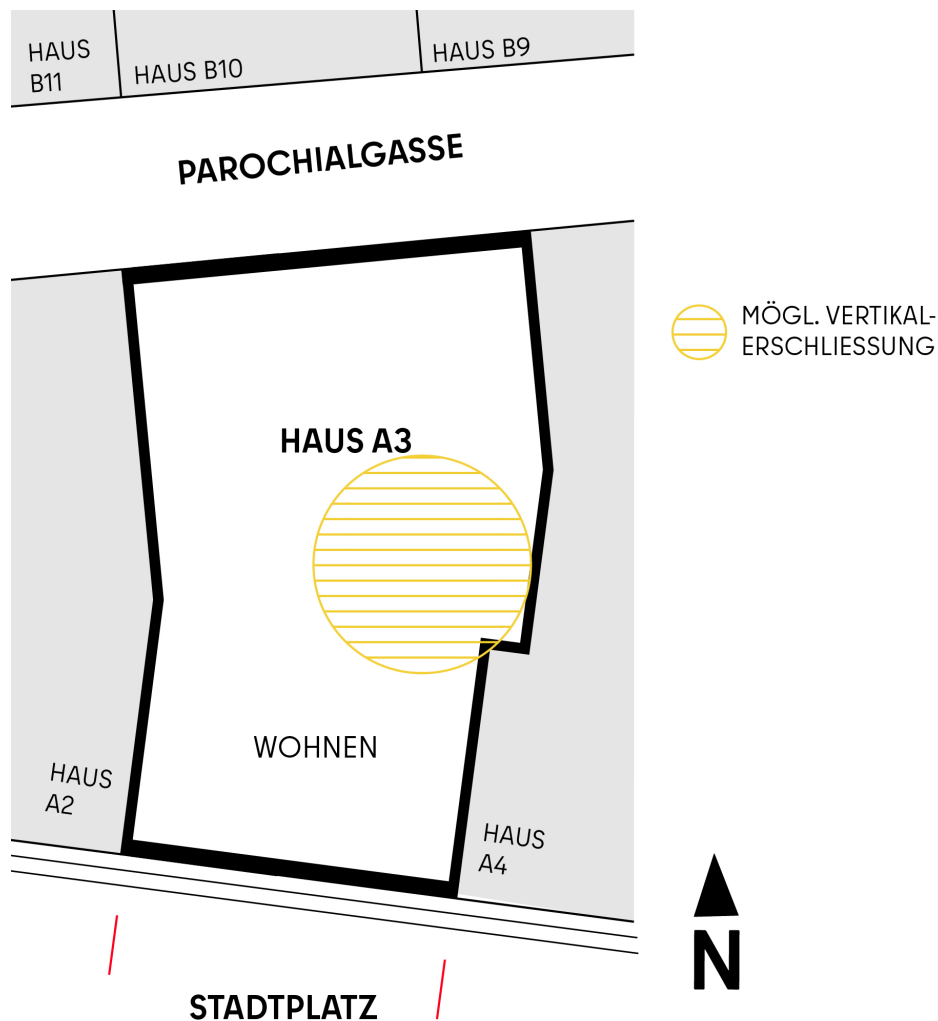 HAUS
B11
HAUS B10
HAUS B9
PAROCHIALGASSE
MÖGL. VERTIKAL-
ERSCHLIESSUNG
HAUS A3
WOHNEN
HAUS
A2
HAUS
A4
N
STADTPLATZ